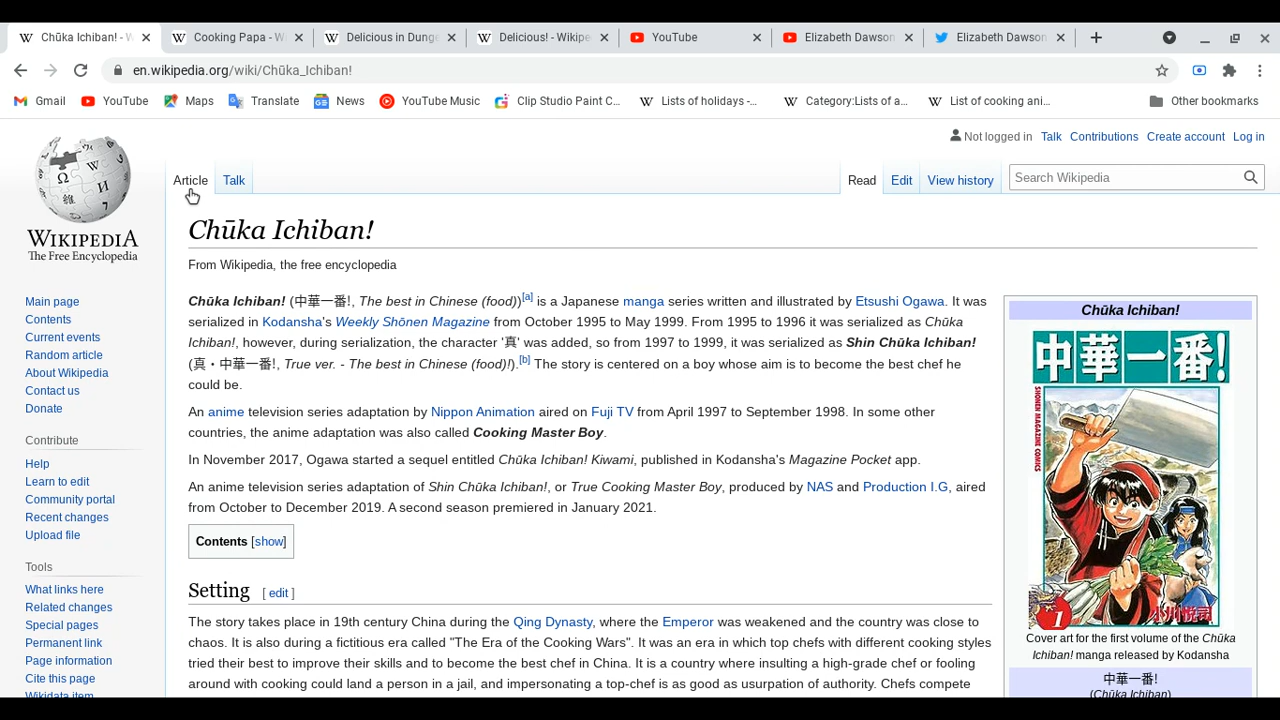 Chūka Ichiban! - W
Cooking Papa - W
Delicious in Dunge
Delicious! - Wikipe
YouTube
Elizabeth Dawson
Elizabeth Dawson
en.wikipedia.org/wiki/Chūka_Ichiban!
Gmail
YouTube
Maps
Translate
News
YouTube Music
Clip Studio Paint C...
Lists of holidays -...
Category:Lists of a...
List of cooking ani...
Other bookmarks
Not logged in Talk Contributions Create account Log in
Article Talk
Read Edit View history
Search Wikipedia
WIKIPEDIA
The Free Encyclopedia
Main page
Contents
Current events
Random article
About Wikipedia
Contact us
Donate
Contribute
Help
Learn to edit
Community portal
Recent changes
Upload file
Tools
What links here
Related changes
Special pages
Permanent link
Page information
Cite this page
Wikidata item
Chūka Ichiban!
From Wikipedia, the free encyclopedia
Chūka Ichiban! (中華一番!, The best in Chinese (food))[a] is a Japanese manga series written and illustrated by Etsushi Ogawa. It was
serialized in Kodansha's Weekly Shōnen Magazine from October 1995 to May 1999. From 1995 to 1996 it was serialized as Chūka
Ichiban!, however, during serialization, the character '真' was added, so from 1997 to 1999, it was serialized as Shin Chūka Ichiban!
(真・中華一番!, True ver. - The best in Chinese (food)!).[b] The story is centered on a boy whose aim is to become the best chef he
could be.
An anime television series adaptation by Nippon Animation aired on Fuji TV from April 1997 to September 1998. In some other
countries, the anime adaptation was also called Cooking Master Boy.
In November 2017, Ogawa started a sequel entitled Chūka Ichiban! Kiwami, published in Kodansha's Magazine Pocket app.
An anime television series adaptation of Shin Chūka Ichiban!, or True Cooking Master Boy, produced by NAS and Production I.G, aired
from October to December 2019. A second season premiered in January 2021.
Contents [show]
Setting [ edit ]
The story takes place in 19th century China during the Qing Dynasty, where the Emperor was weakened and the country was close to
chaos. It is also during a fictitious era called "The Era of the Cooking Wars". It was an era in which top chefs with different cooking styles
tried their best to improve their skills and to become the best chef in China. It is a country where insulting a high-grade chef or fooling
around with cooking could land a person in a jail, and impersonating a top-chef is as good as usurpation of authority. Chefs compete
Chūka Ichiban!
中華一番!
SHONEN MAGAZINE COMICS
1
小川悦司
Cover art for the first volume of the Chūka
Ichiban! manga released by Kodansha
中華一番!
(Chūka Ichiban)